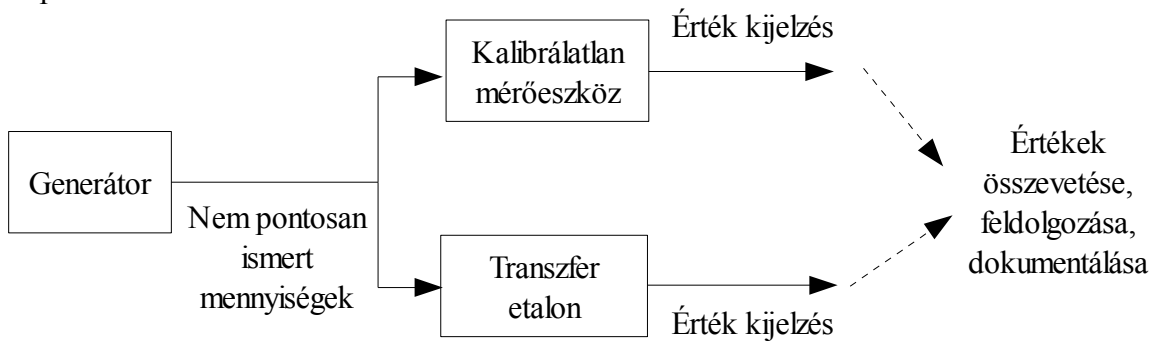 Generátor
Nem pontosan
ismert
mennyiségek
Kalibrálatlan
mérőeszköz
Érték kijelzés
Transzfer
etalon
Érték kijelzés
Értékek
összevetése,
feldolgozása,
dokumentálása